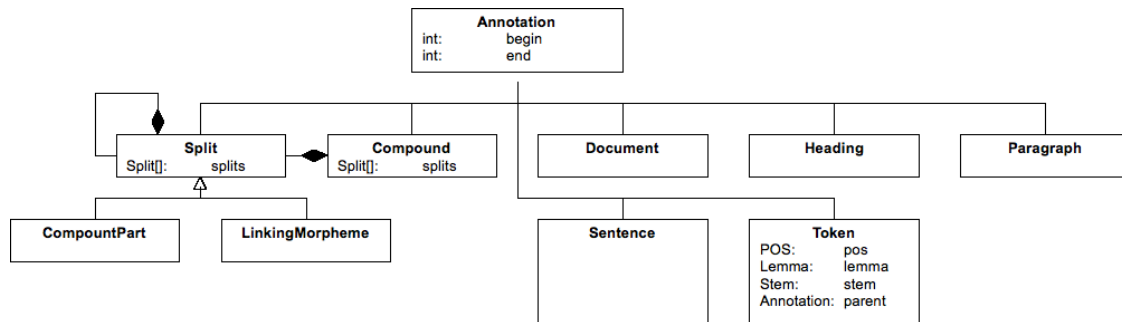 Annotation
int: begin
int: end
Split
Split[]: splits
Compound
Split[]: splits
Document
Heading
Paragraph
CompountPart
LinkingMorpheme
Sentence
Token
POS: pos
Lemma: lemma
Stem: stem
Annotation: parent